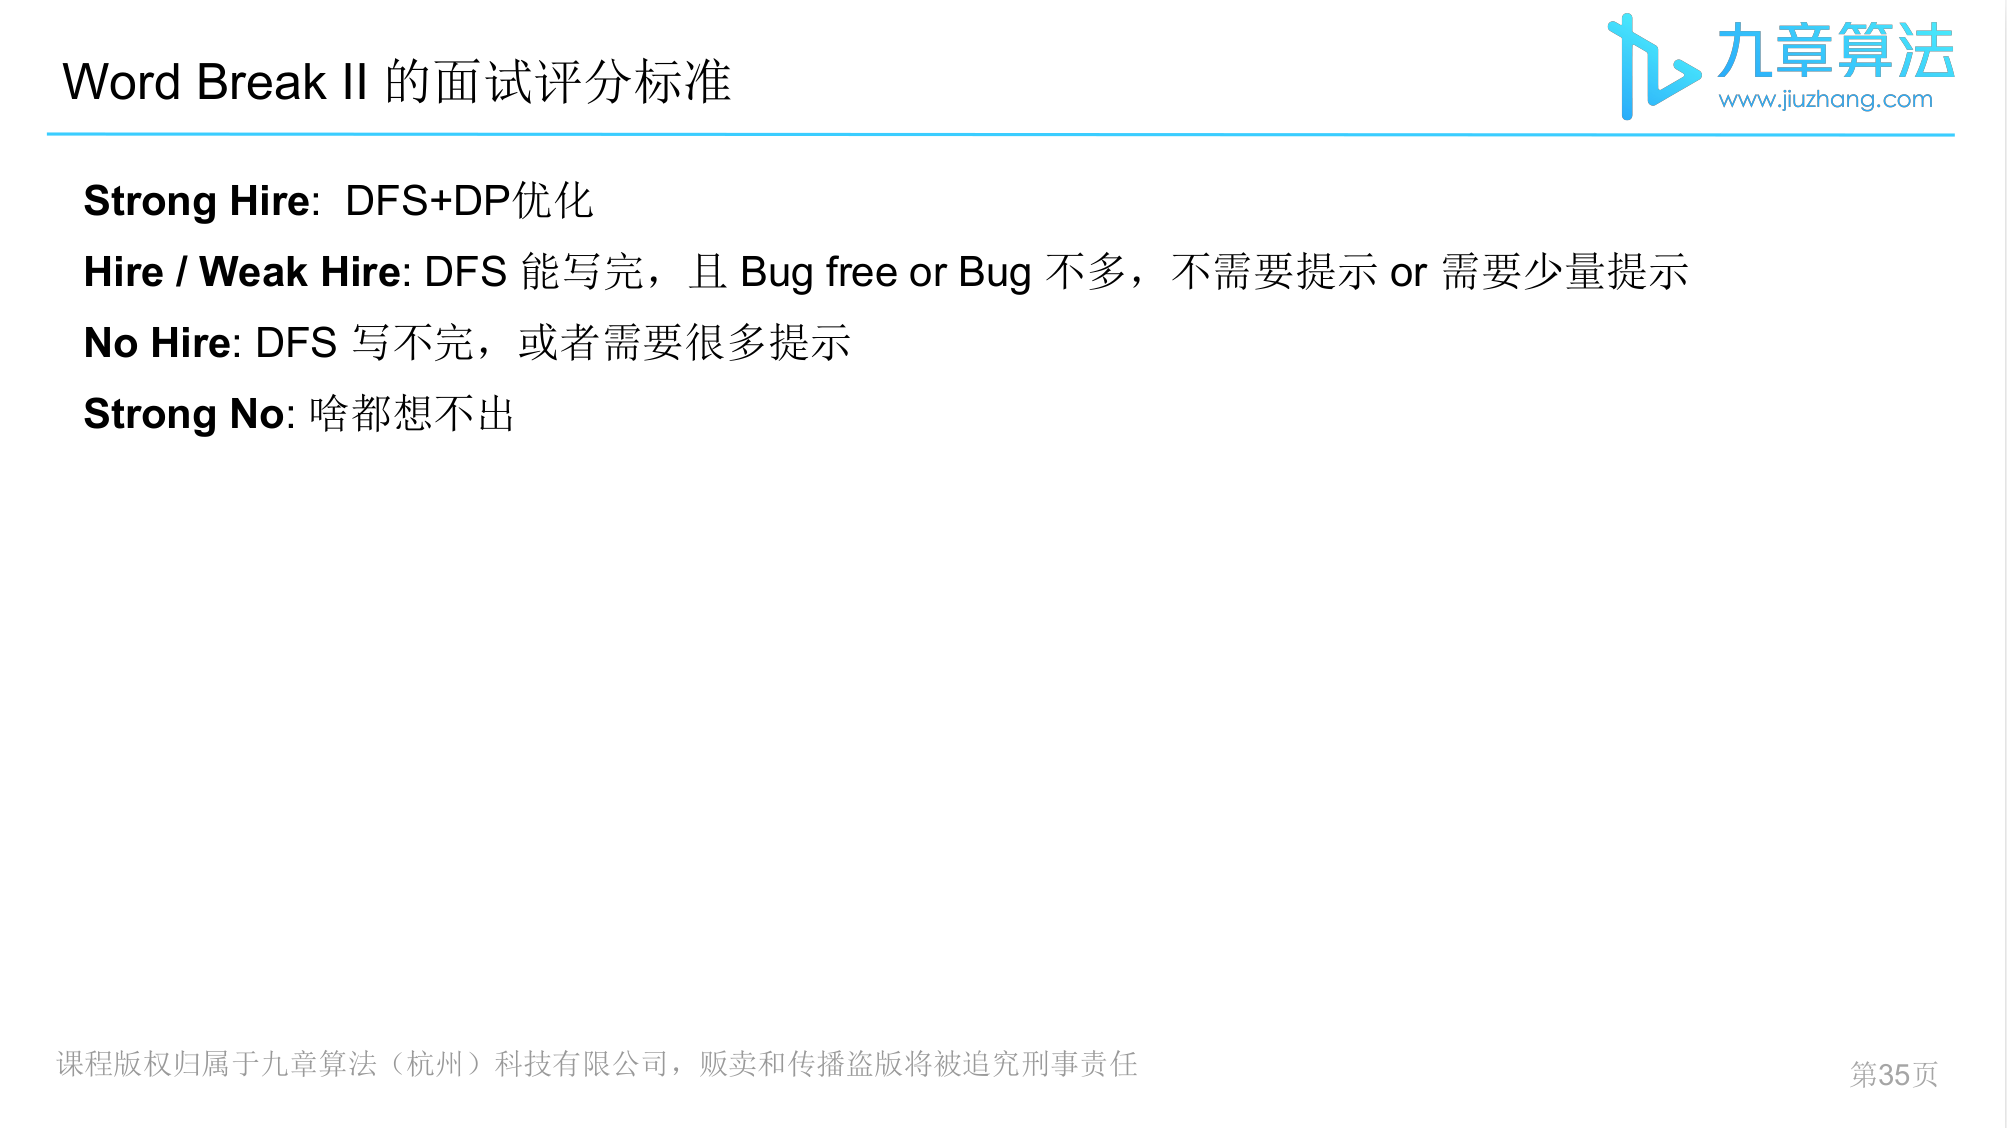 Word Break II 的面试评分标准
九章算法
www.jiuzhang.com
Strong Hire:  DFS+DP优化
Hire / Weak Hire: DFS 能写完，且 Bug free or Bug 不多，不需要提示 or 需要少量提示
No Hire: DFS 写不完，或者需要很多提示
Strong No: 啥都想不出
课程版权归属于九章算法（杭州）科技有限公司，贩卖和传播盗版将被追究刑事责任
第35页